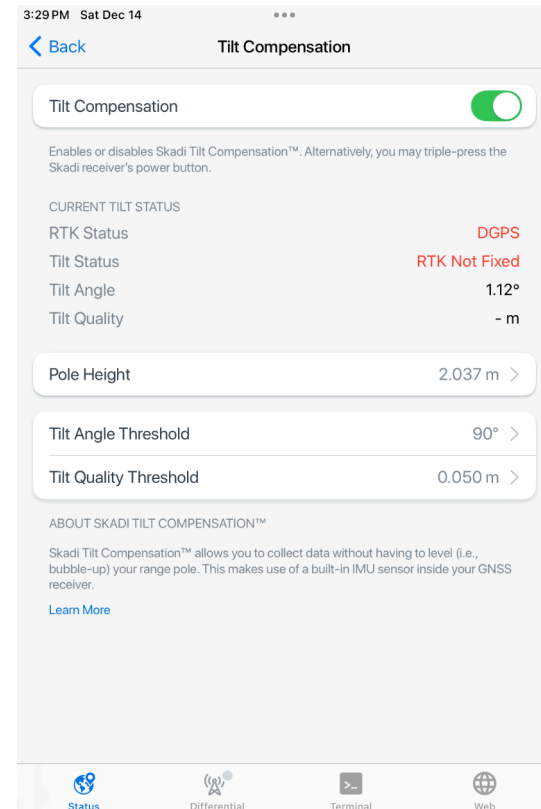 3:29 PM Sat Dec 14
Back
Tilt Compensation
Tilt Compensation
Enables or disables Skadi Tilt Compensation™. Alternatively, you may triple-press the
Skadi receiver's power button.
CURRENT TILT STATUS
RTK Status DGPS
Tilt Status RTK Not Fixed
Tilt Angle 1.12°
Tilt Quality - m
Pole Height 2.037 m
Tilt Angle Threshold 90°
Tilt Quality Threshold 0.050 m
ABOUT SKADI TILT COMPENSATION™
Skadi Tilt Compensation™ allows you to collect data without having to level (i.e.,
bubble-up) your range pole. This makes use of a built-in IMU sensor inside your GNSS
receiver.
Learn More
Status Differential Terminal Web